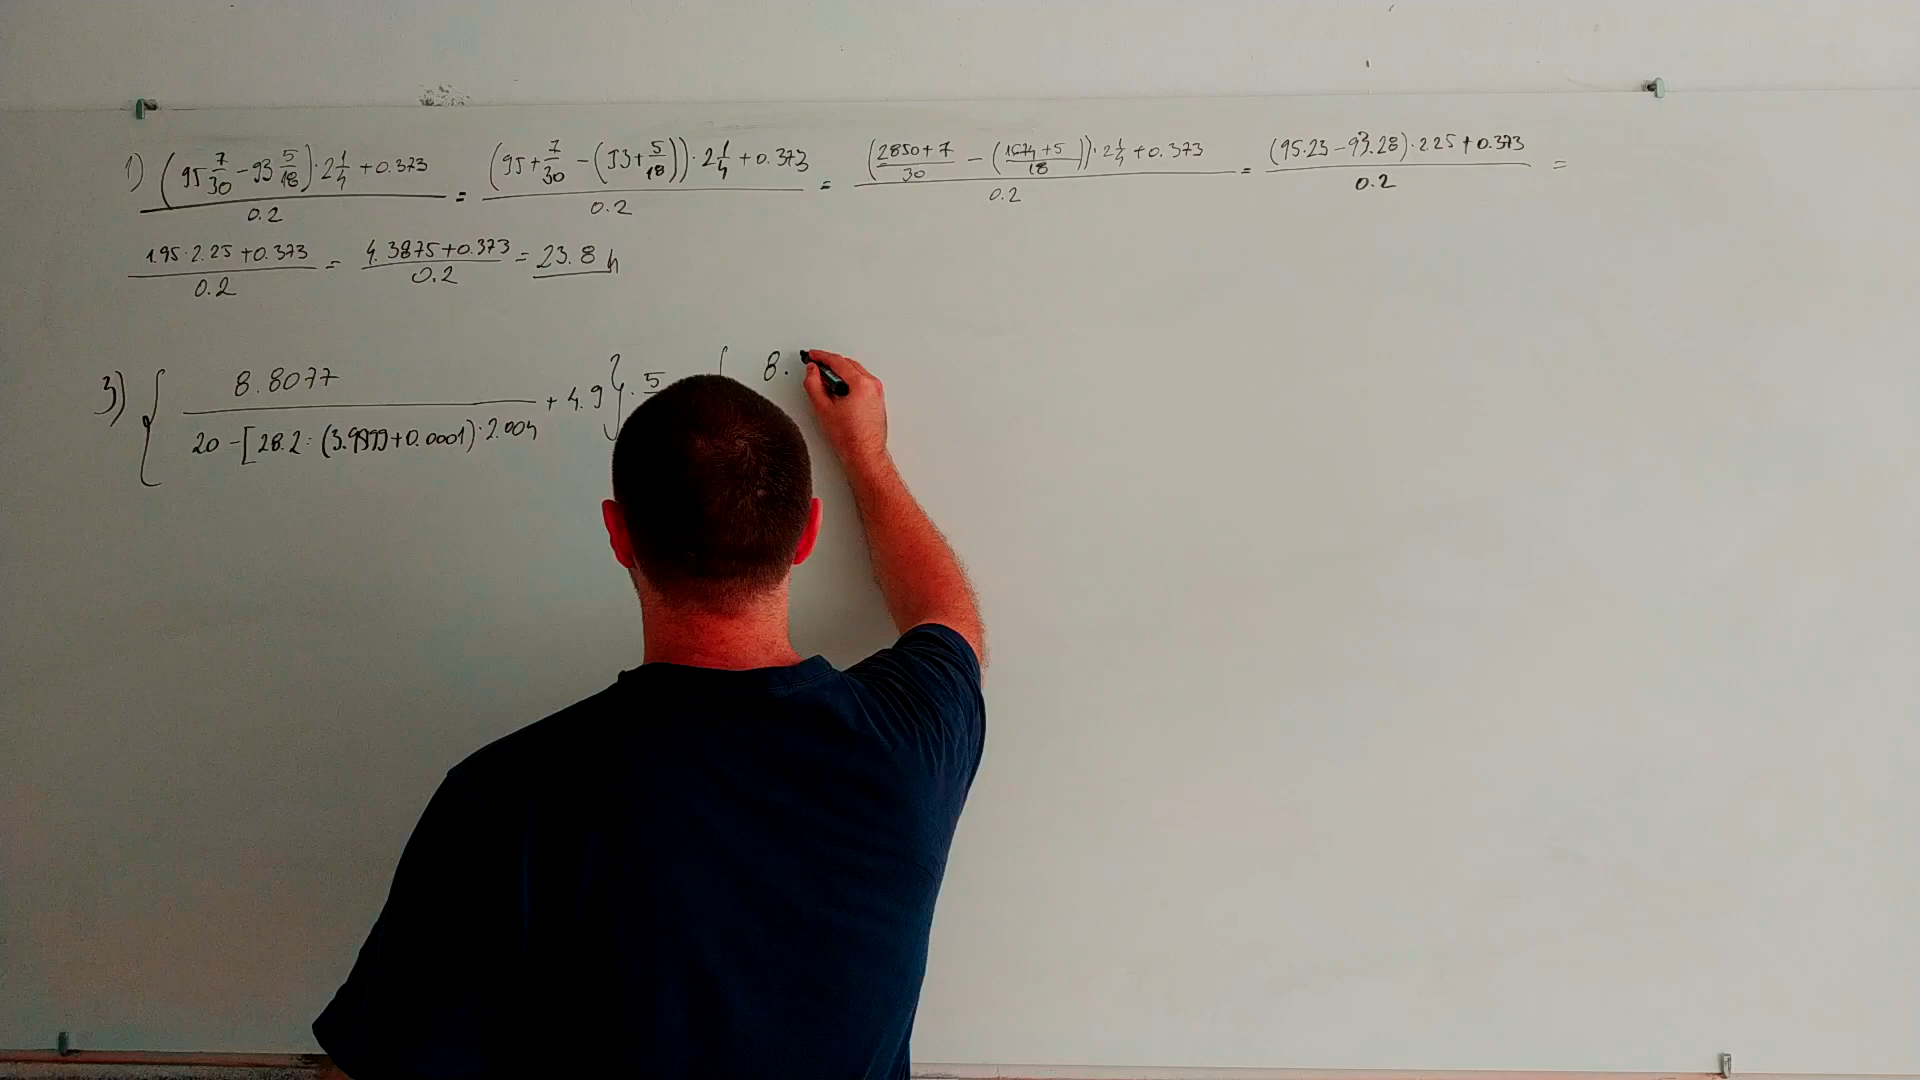 1) (95 7/30 - 93 5/18) · 2 1/4 + 0.373 / 0.2 = (95 + 7/30 - (93 + 5/18)) · 2 1/4 + 0.373 / 0.2 = (2850+7/30 - (1674+5/18)) · 2 1/4 + 0.373 / 0.2 = (95.23 - 93.28) · 2.25 + 0.373 / 0.2 =
1.95 · 2.25 + 0.373 / 0.2 = 4.3875 + 0.373 / 0.2 = 23.8 h
3) { 8.8077 / 20 - [28.2 : (3.9999 + 0.0001) · 2.004 + 4.9 } · 5 8.